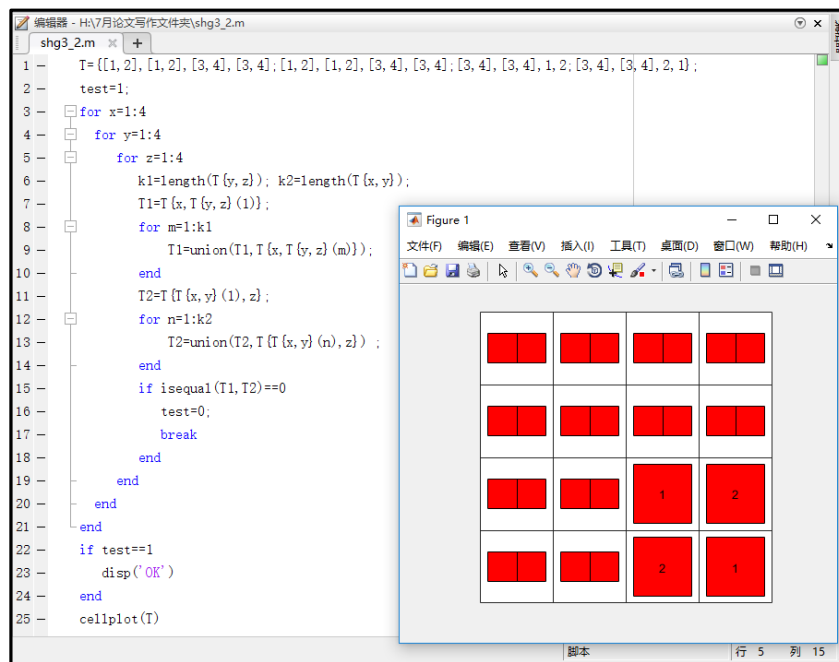 编辑器 - H:\7月论文写作文件夹\shg3_2.m
shg3_2.m
1 — T={[1,2],[1,2],[3,4],[3,4];[1,2],[1,2],[3,4],[3,4];[3,4],[3,4],1,2;[3,4],[3,4],2,1};
2 — test=1;
3 — for x=1:4
4 — for y=1:4
5 — for z=1:4
6 — k1=length(T{y,z}); k2=length(T{x,y});
7 — T1=T{x,T{y,z}(1)};
8 — for m=1:k1
9 — T1=union(T1,T{x,T{y,z}(m)});
10 — end
11 — T2=T{T{x,y}(1),z};
12 — for n=1:k2
13 — T2=union(T2,T{T{x,y}(n),z}) ;
14 — end
15 — if isequal(T1,T2)==0
16 — test=0;
17 — break
18 — end
19 — end
20 — end
21 — end
22 — if test==1
23 — disp('OK')
24 — end
25 — cellplot(T)
Figure 1
文件(F) 编辑(E) 查看(V) 插入(I) 工具(T) 桌面(D) 窗口(W) 帮助(H)
1 2
2 1
脚本 行 5 列 15